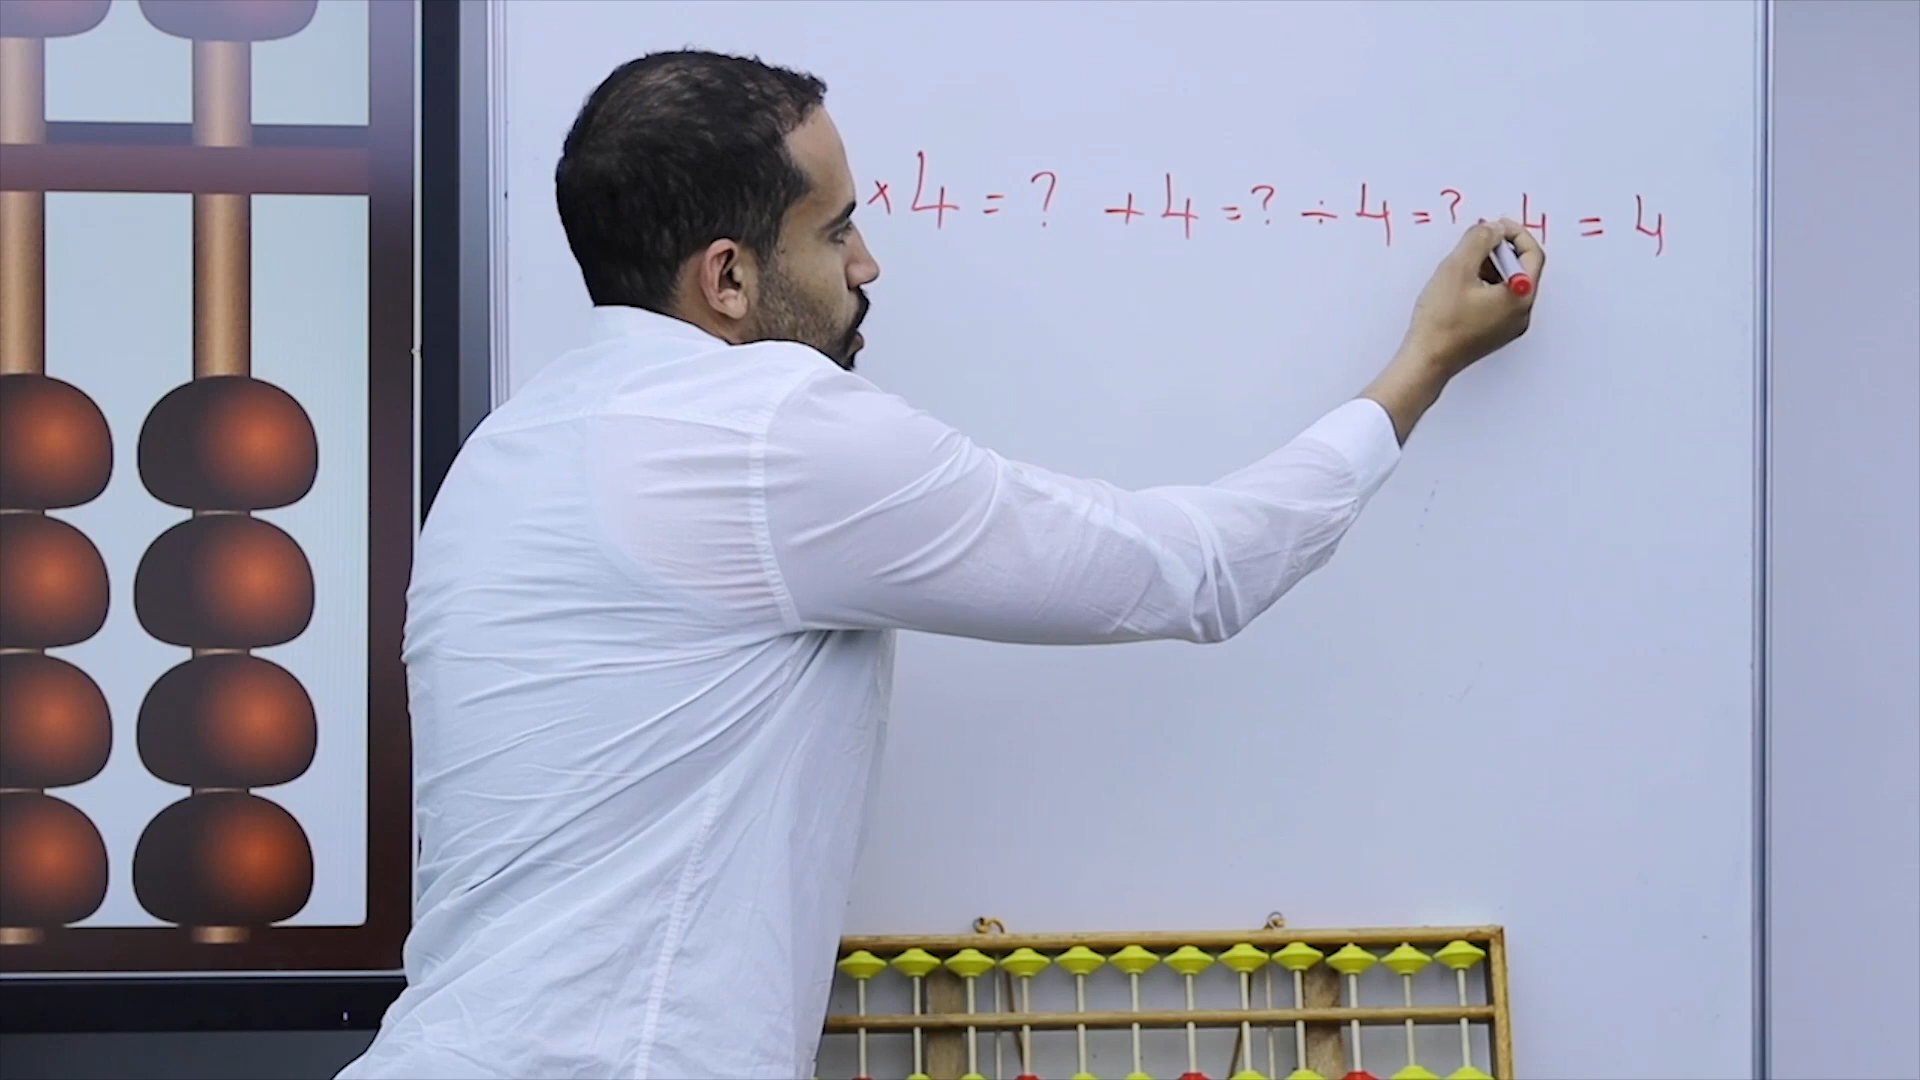 × 4 = ? + 4 = ? ÷ 4 = ? 4 = 4